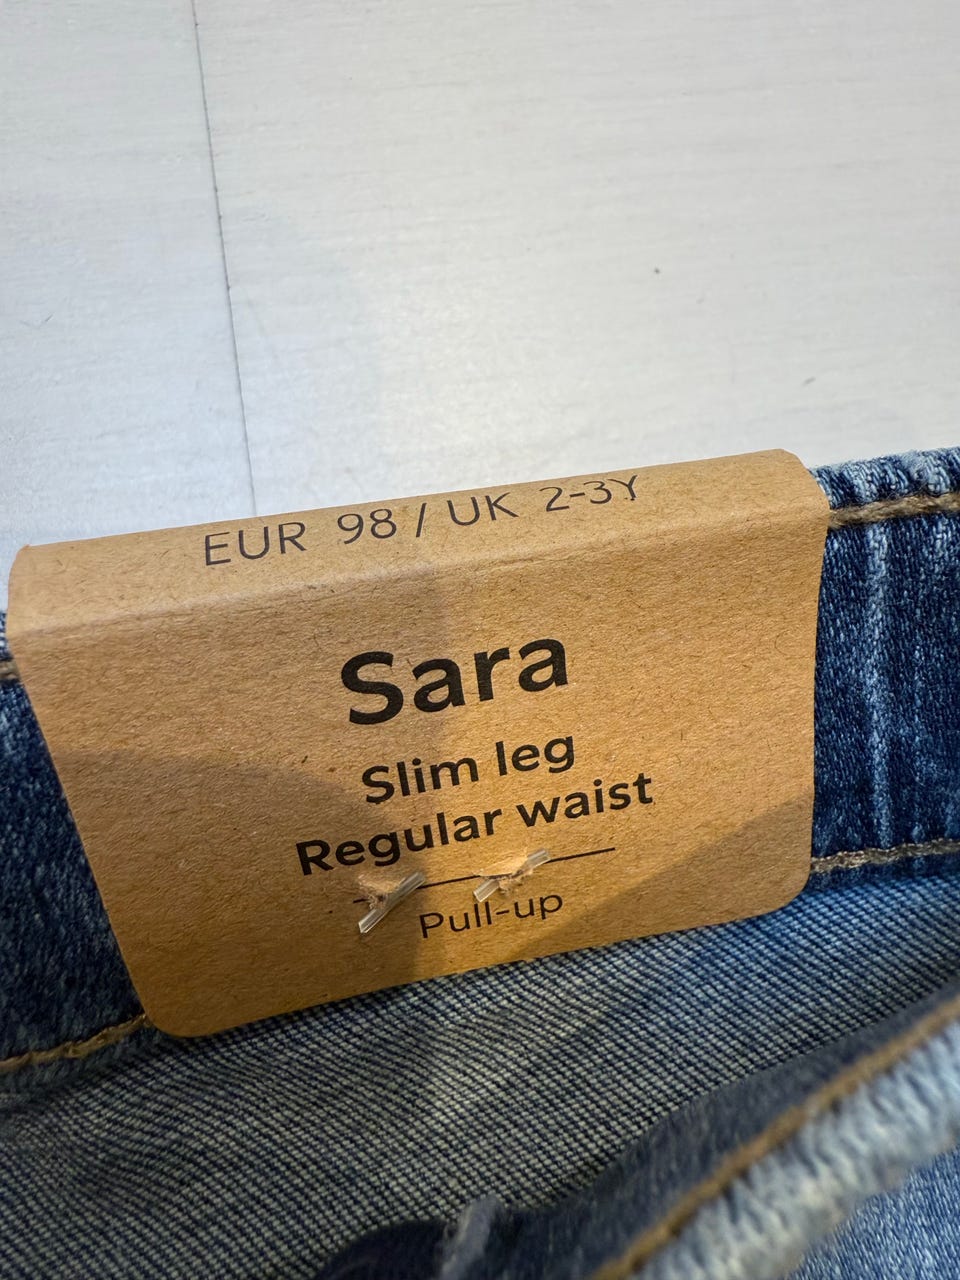 EUR 98 / UK 2-3Y
Sara
Slim leg
Regular waist
Pull-up